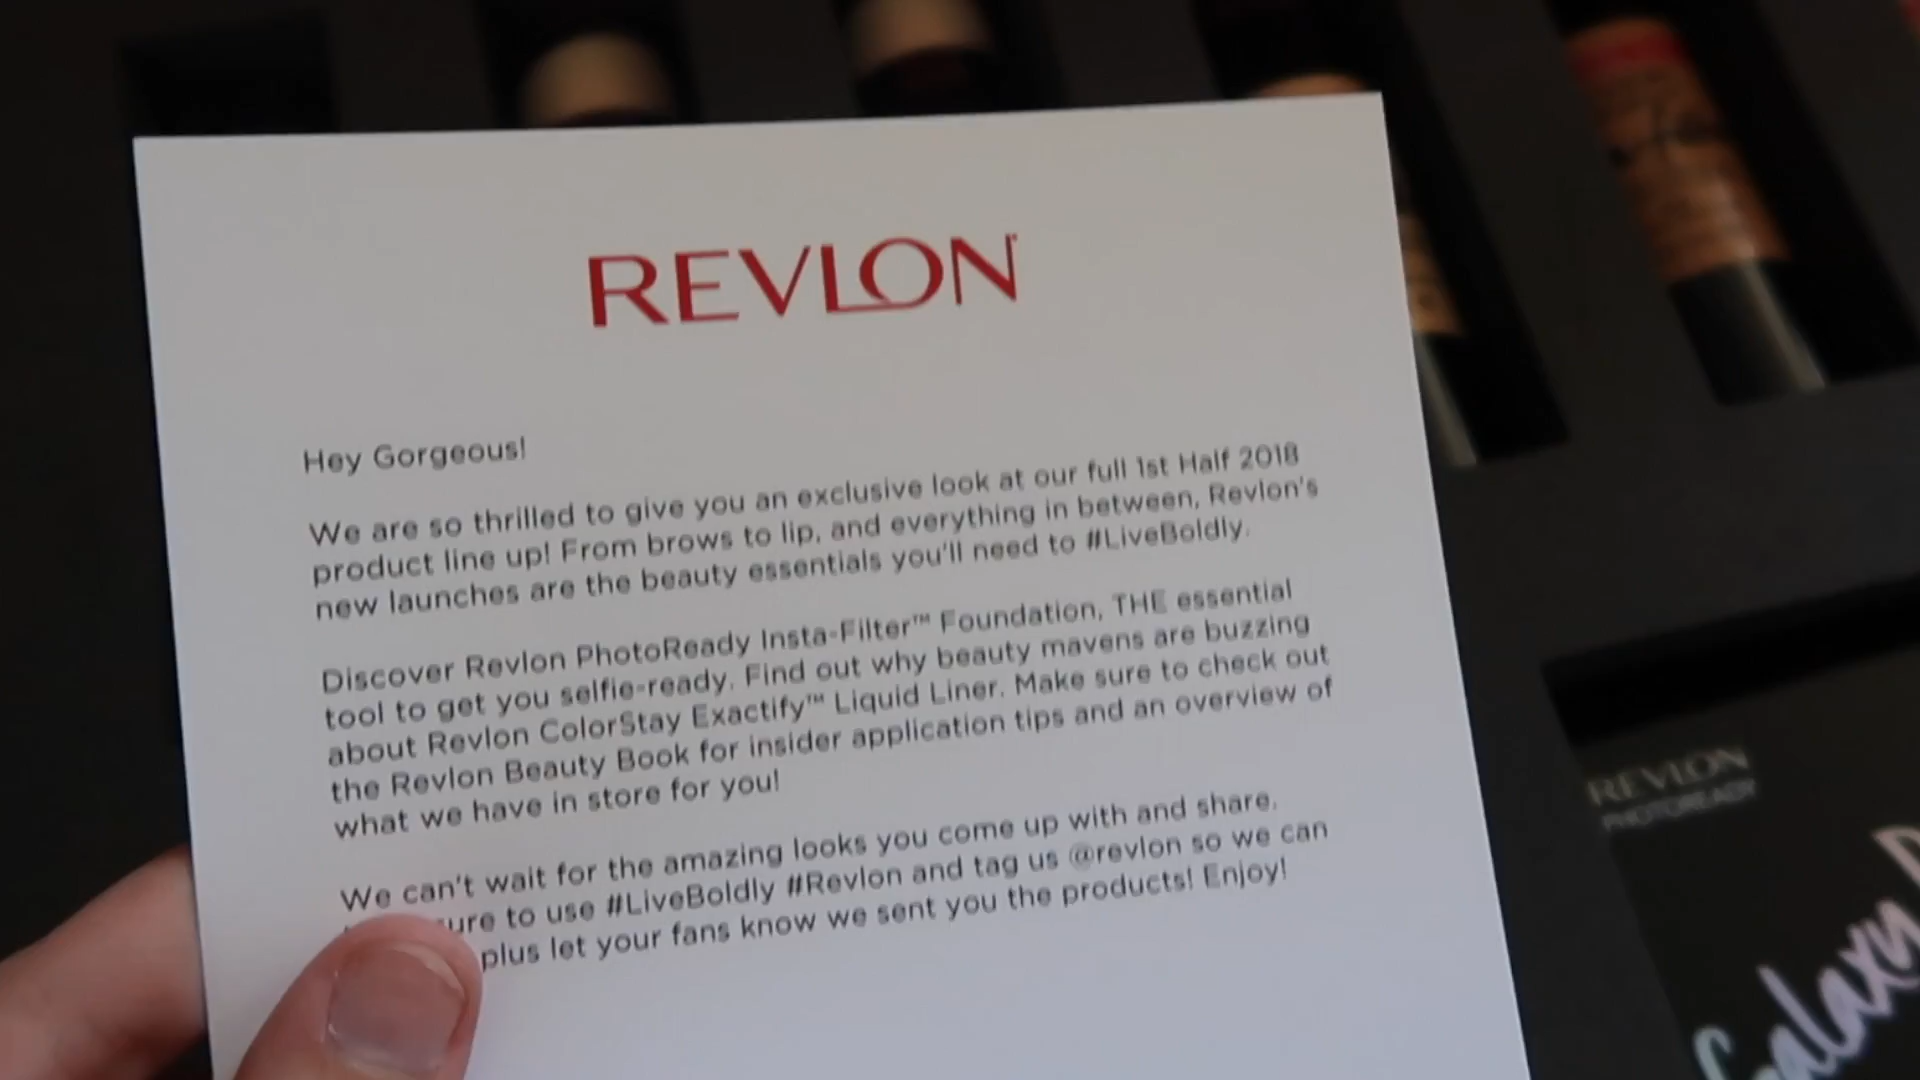 REVLON
Hey Gorgeous!
We are so thrilled to give you an exclusive look at our full 1st Half 2018
product line up! From brows to lip, and everything in between, Revlon's
new launches are the beauty essentials you'll need to #LiveBoldly.
Discover Revlon PhotoReady Insta-Filter™ Foundation, THE essential
tool to get you selfie-ready. Find out why beauty mavens are buzzing
about Revlon ColorStay Exactify™ Liquid Liner. Make sure to check out
the Revlon Beauty Book for insider application tips and an overview of
what we have in store for you!
We can't wait for the amazing looks you come up with and share,
sure to use #LiveBoldly #Revlon and tag us @revlon so we can
plus let your fans know we sent you the products! Enjoy!
REVLON
PHOTOREADY
Galaxy